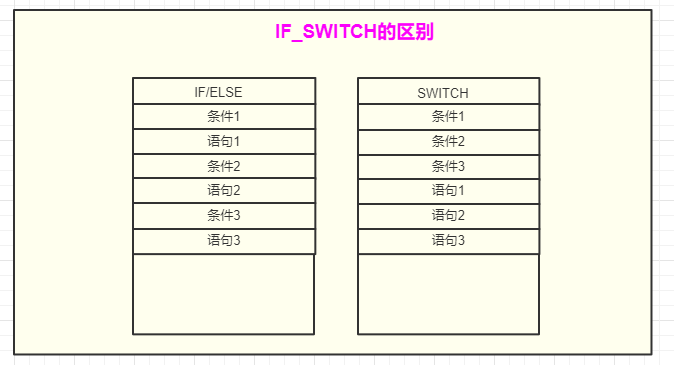 IF_SWITCH的区别
IF/ELSE
条件1
语句1
条件2
语句2
条件3
语句3
SWITCH
条件1
条件2
条件3
语句1
语句2
语句3